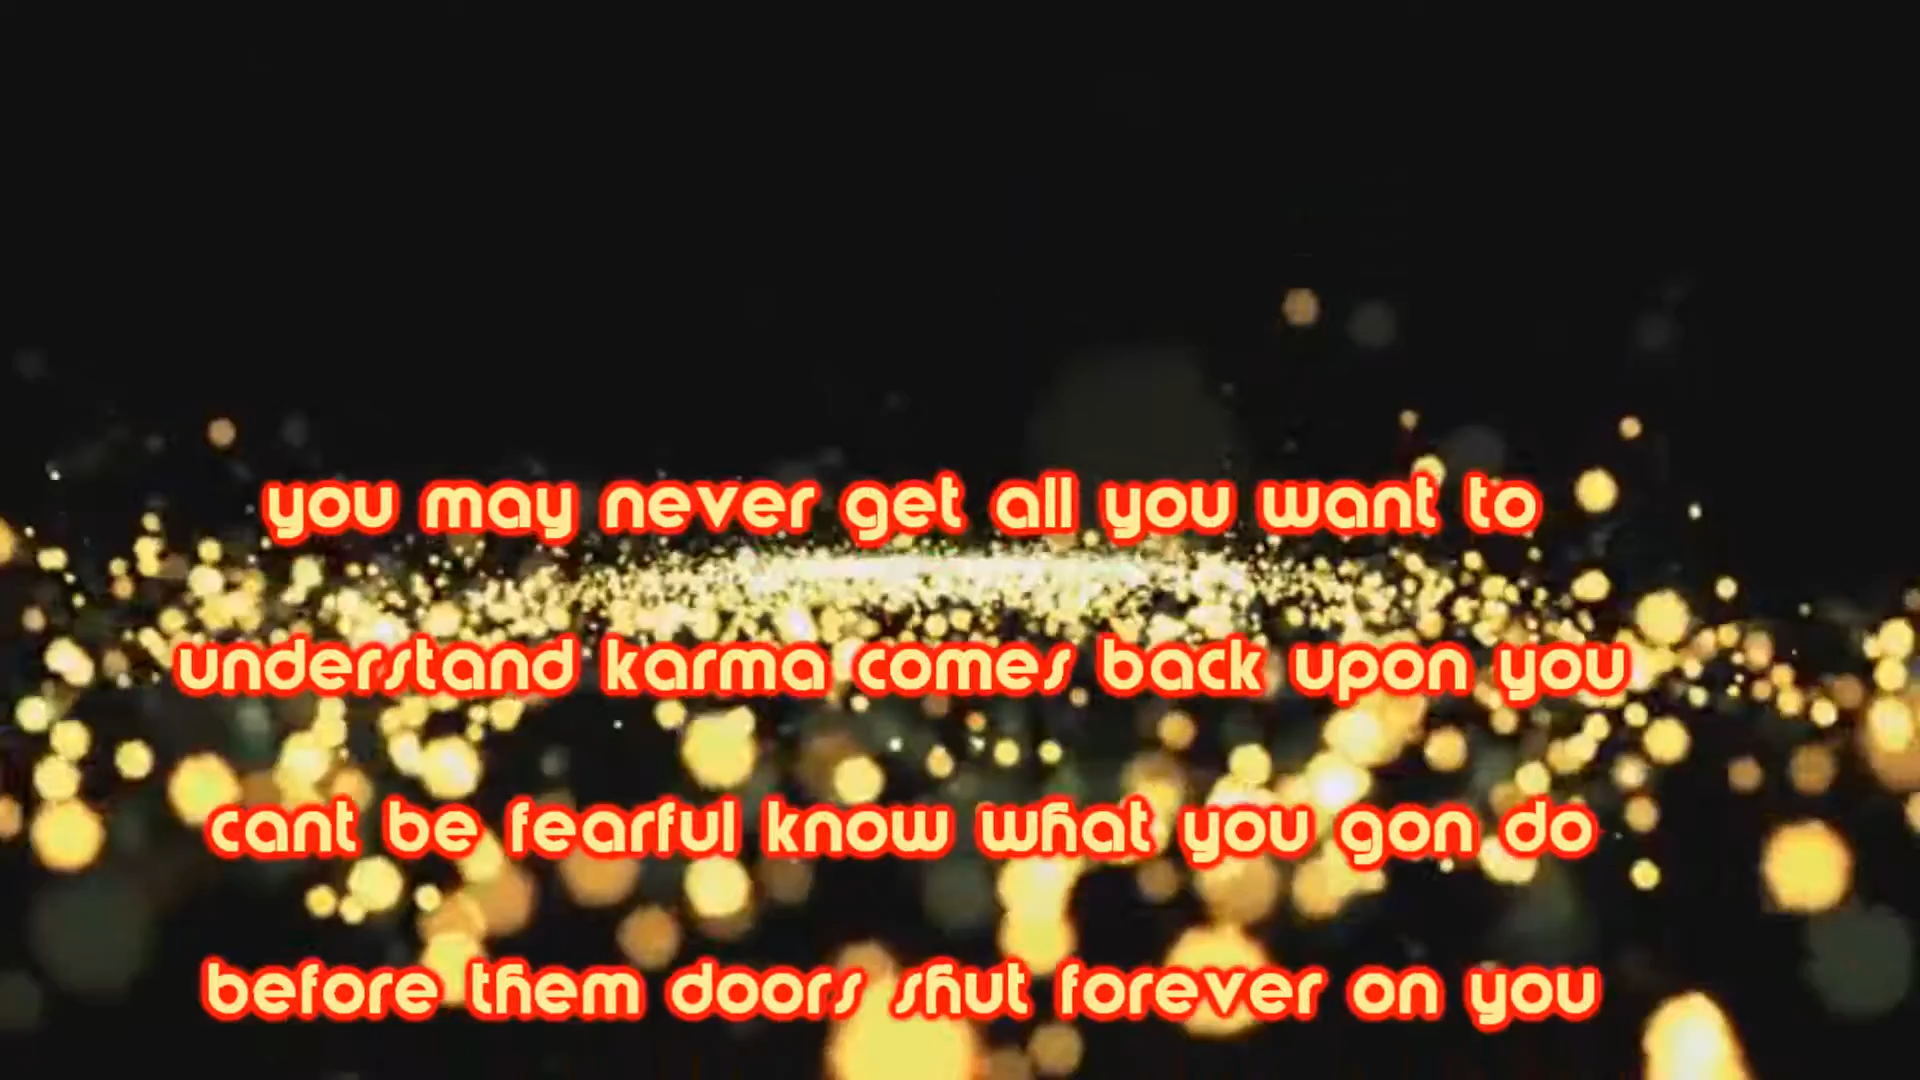 you may never get all you want to
understand karma comes back upon you
cant be fearful know what you gon do
before them doors shut forever on you